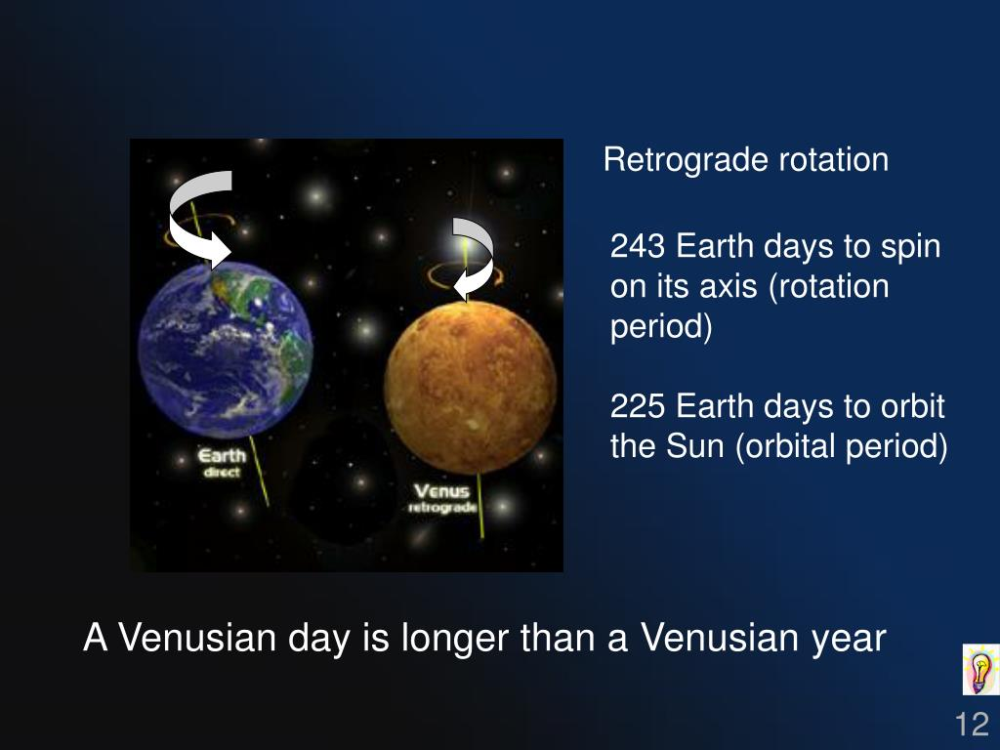 Retrograde rotation
243 Earth days to spin
on its axis (rotation
period)
225 Earth days to orbit
the Sun (orbital period)
Earth
direct
Venus
retrograde
A Venusian day is longer than a Venusian year
12